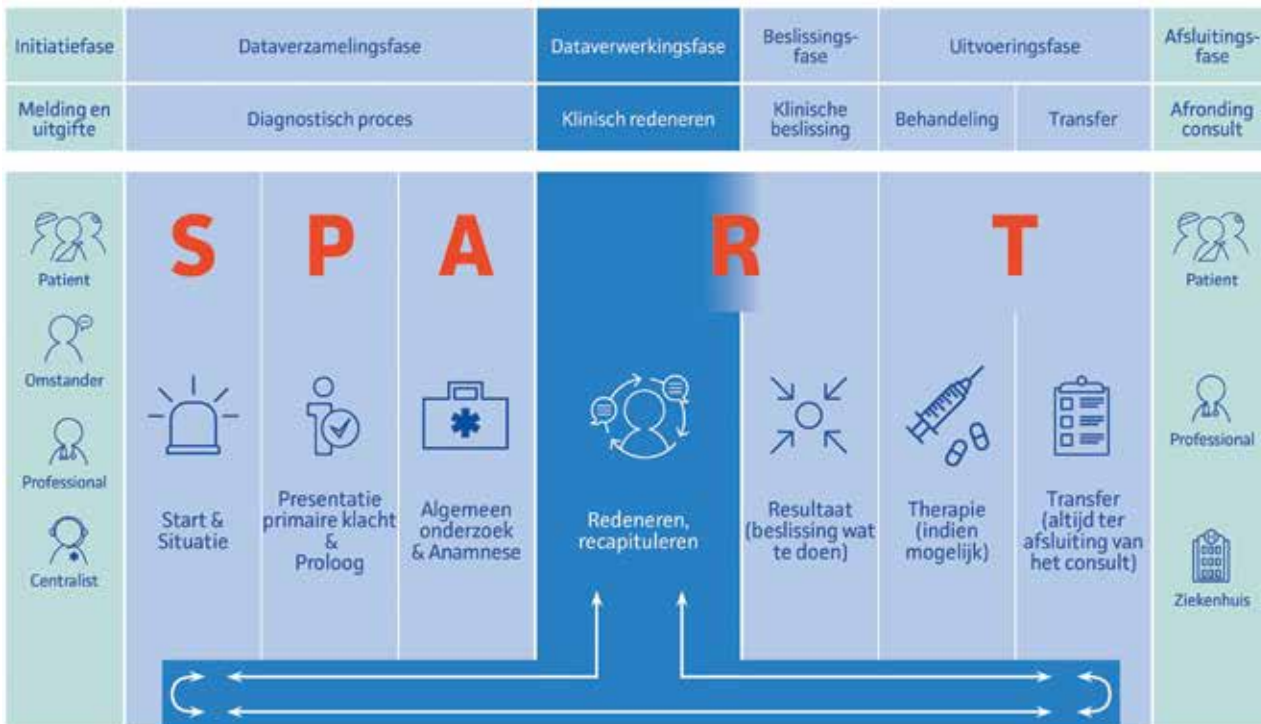 Initiatiefase
Dataverzamelingsfase
Dataverwerkingsfase
Beslissings-
fase
Uitvoeringsfase
Afsluitings-
fase
Melding en
uitgifte
Diagnostisch proces
Klinisch redeneren
Klinische
beslissing
Behandeling
Transfer
Afronding
consult
S
P
A
R
T
Patient
Omstander
Professional
Centralist
Start &
Situatie
Presentatie
primaire klacht
&
Proloog
Algemeen
onderzoek
& Anamnese
Redeneren,
recapituleren
Resultaat
(beslissing wat
te doen)
Therapie
(indien
mogelijk)
Transfer
(altijd ter
afsluiting van
het consult)
Patient
Professional
Ziekenhuis